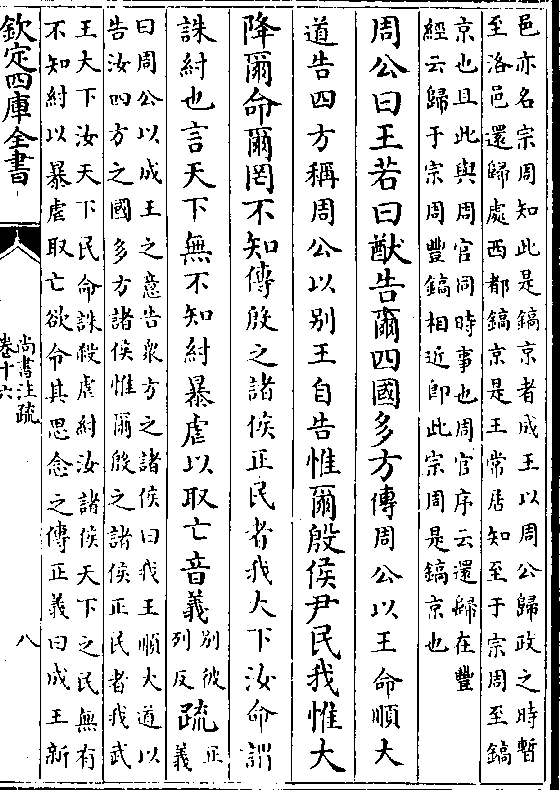 邑亦名宗周知此是鎬京者成王以周公歸政之時暫
至洛邑還歸處西都鎬京是王常居知至于宗周至鎬
京也且此與周官同時事也周官序云還歸在豐
經云歸于宗周豐鎬相近即此宗周是鎬京也
周公曰王若曰猷告爾四國多方傳周公以王命順大
道告四方稱周公以别王自告惟爾殷侯尹民我惟大
降爾命爾罔不知傳殷之諸侯正民者我大下汝命謂
誅紂也言天下無不知紂暴虐以取亡音義别彼
列反疏正
義
曰周公以成王之意告衆方之諸侯曰我王順大道以
告汝四方之國多方諸侯惟爾殷之諸侯正民者我武
王大下汝天下民命誅殺虐紂汝諸侯天下之民無有
不知紂以暴虐取亡欲令其思念之傳正義曰成王新
欽定四庫全書
尚書注疏
卷十六
八